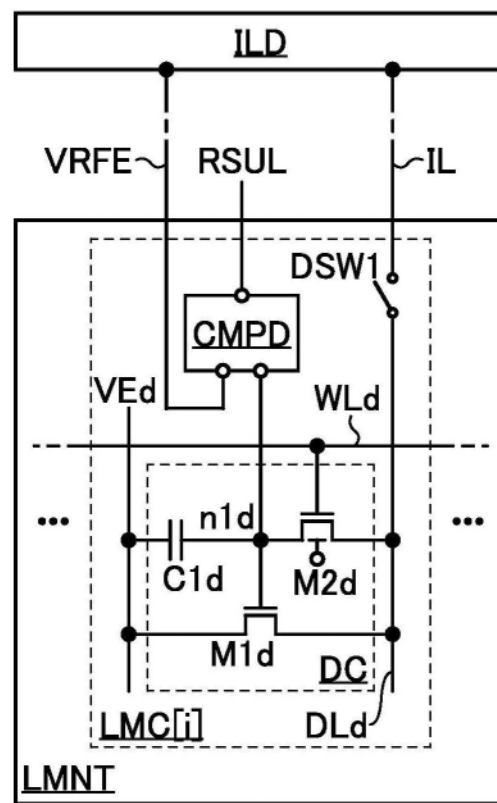 ILD
VRFE RSUL IL
DSW1
CMPD
VEd
WLd
... n1d ...
C1d M2d
M1d
DC
LMC[i] DLd
LMNT